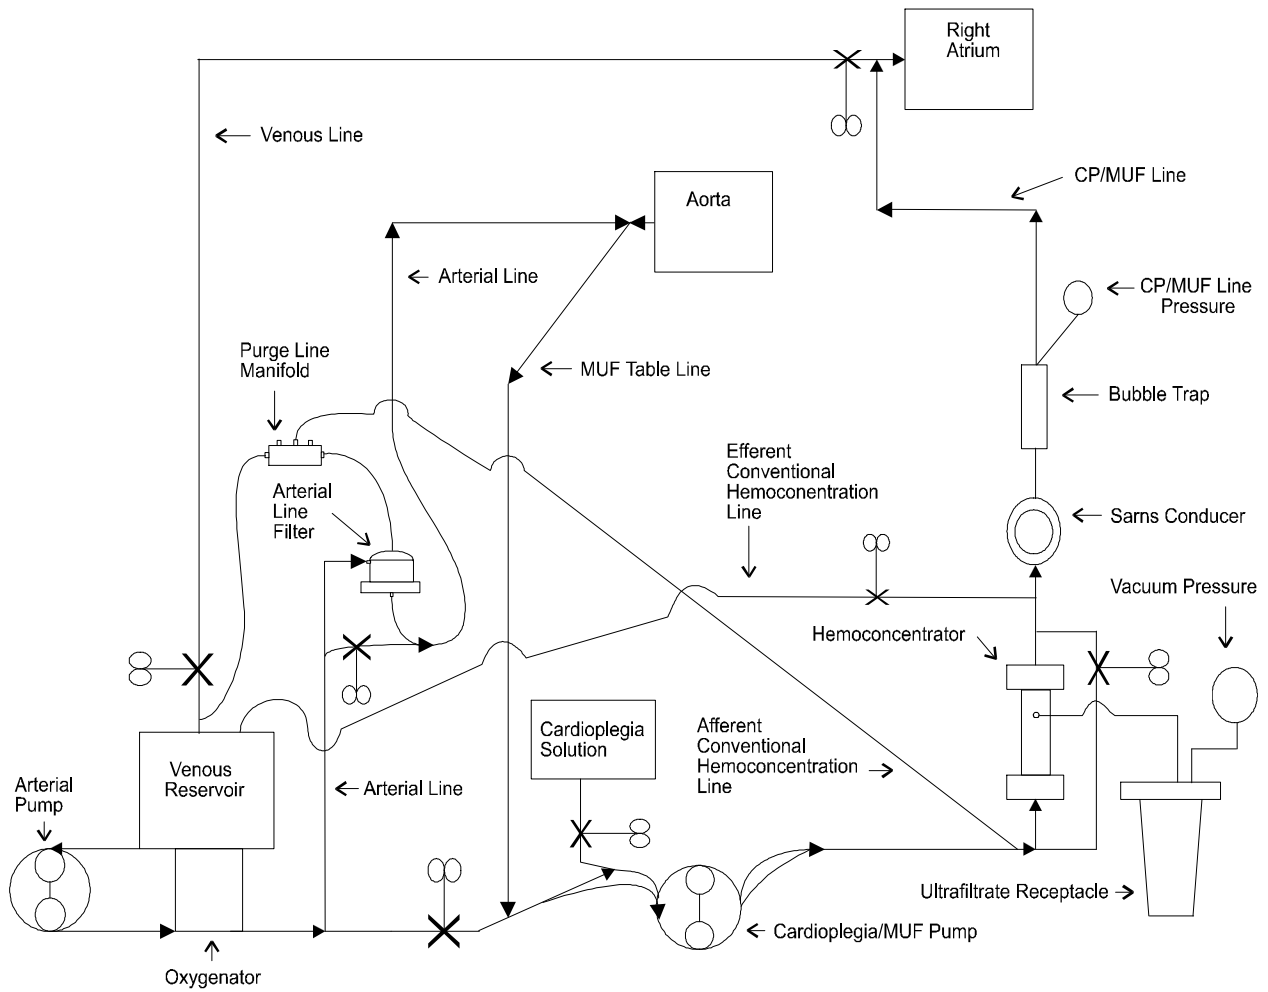 Right
Atrium
Venous Line
CP/MUF Line
Aorta
Arterial Line
CP/MUF Line
Pressure
Purge Line
Manifold
MUF Table Line
Bubble Trap
Efferent
Conventional
Hemoconentration
Line
Arterial
Line
Filter
Sarns Conducer
Vacuum Pressure
Hemoconcentrator
Cardioplegia
Solution
Afferent
Conventional
Hemoconcentration
Line
Venous
Reservoir
Arterial
Pump
Arterial Line
Ultrafiltrate Receptacle
Cardioplegia/MUF Pump
Oxygenator